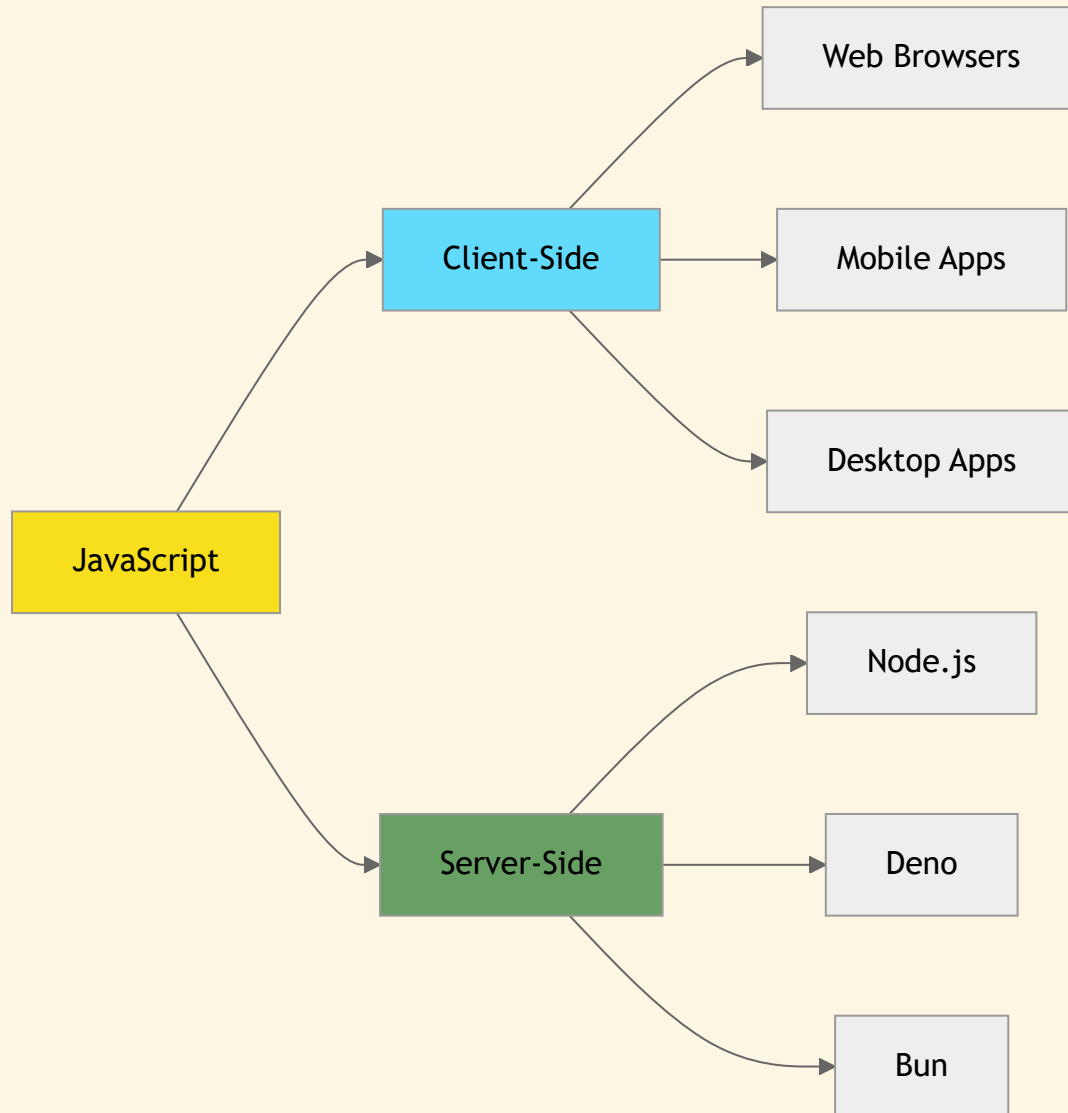 Web Browsers
Client-Side
Mobile Apps
Desktop Apps
JavaScript
Node.js
Server-Side
Deno
Bun